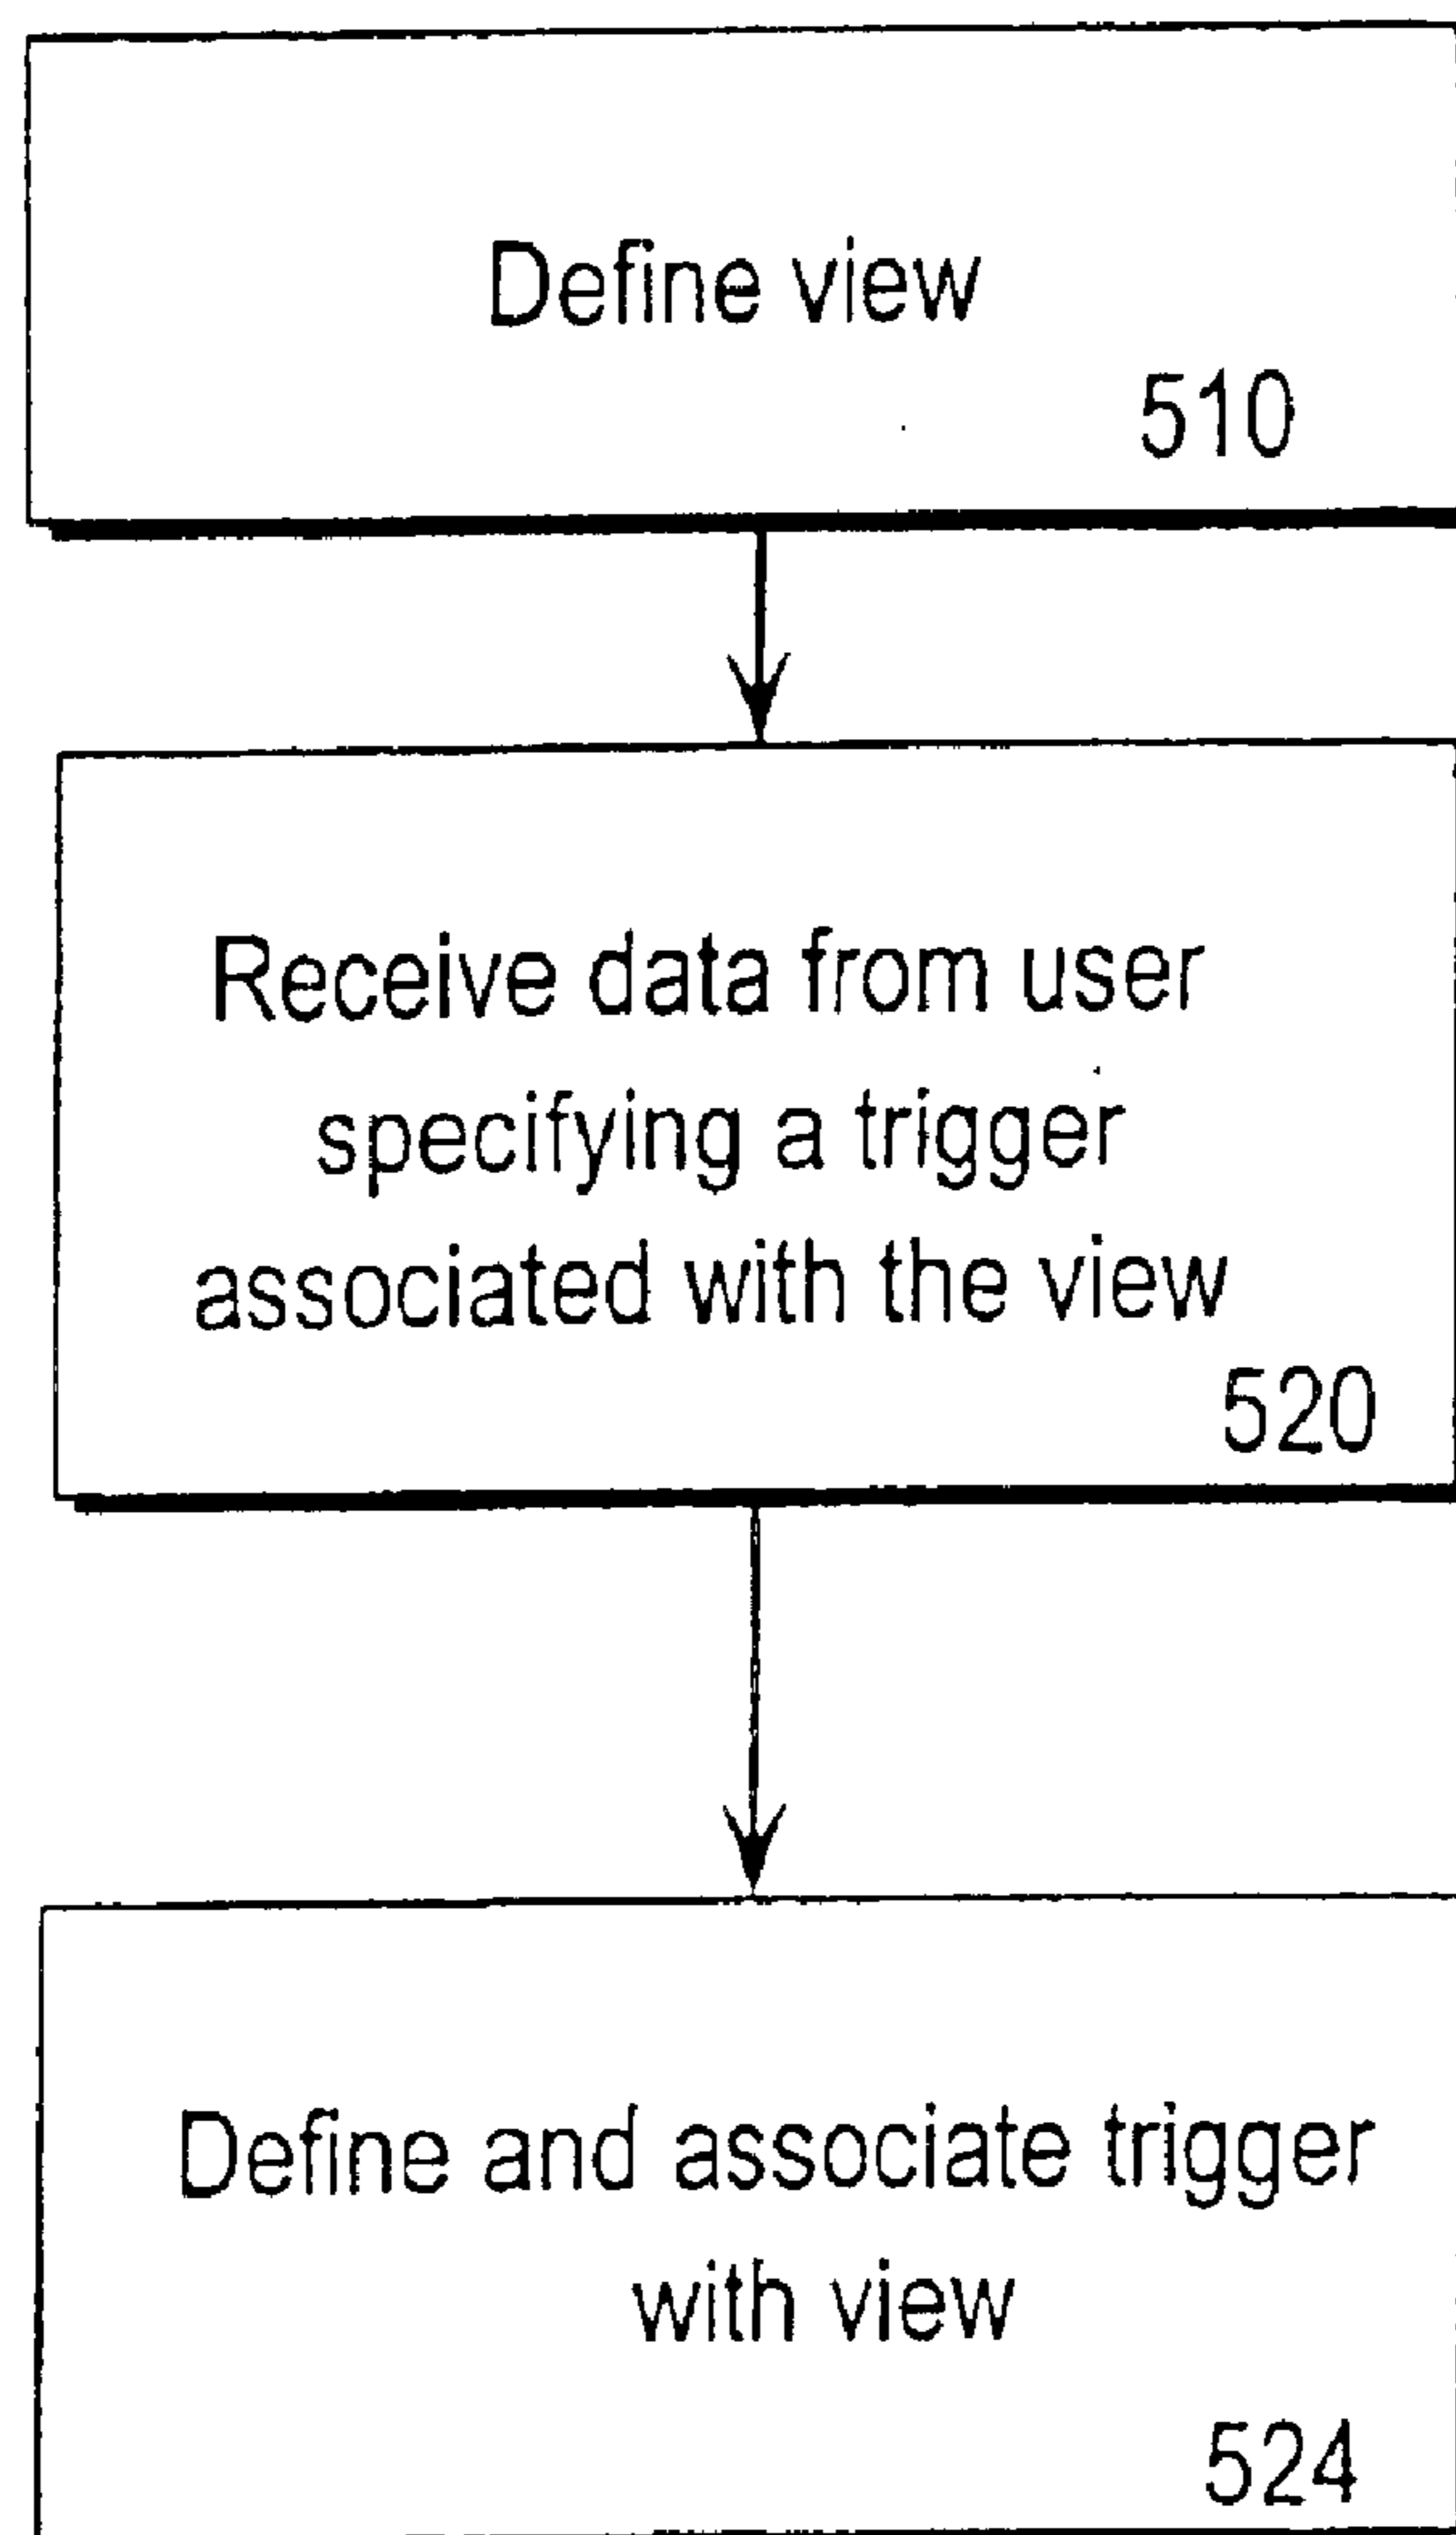 Define view
510
Receive data from user
specifying a trigger
associated with the view
520
Define and associate trigger
with view
524